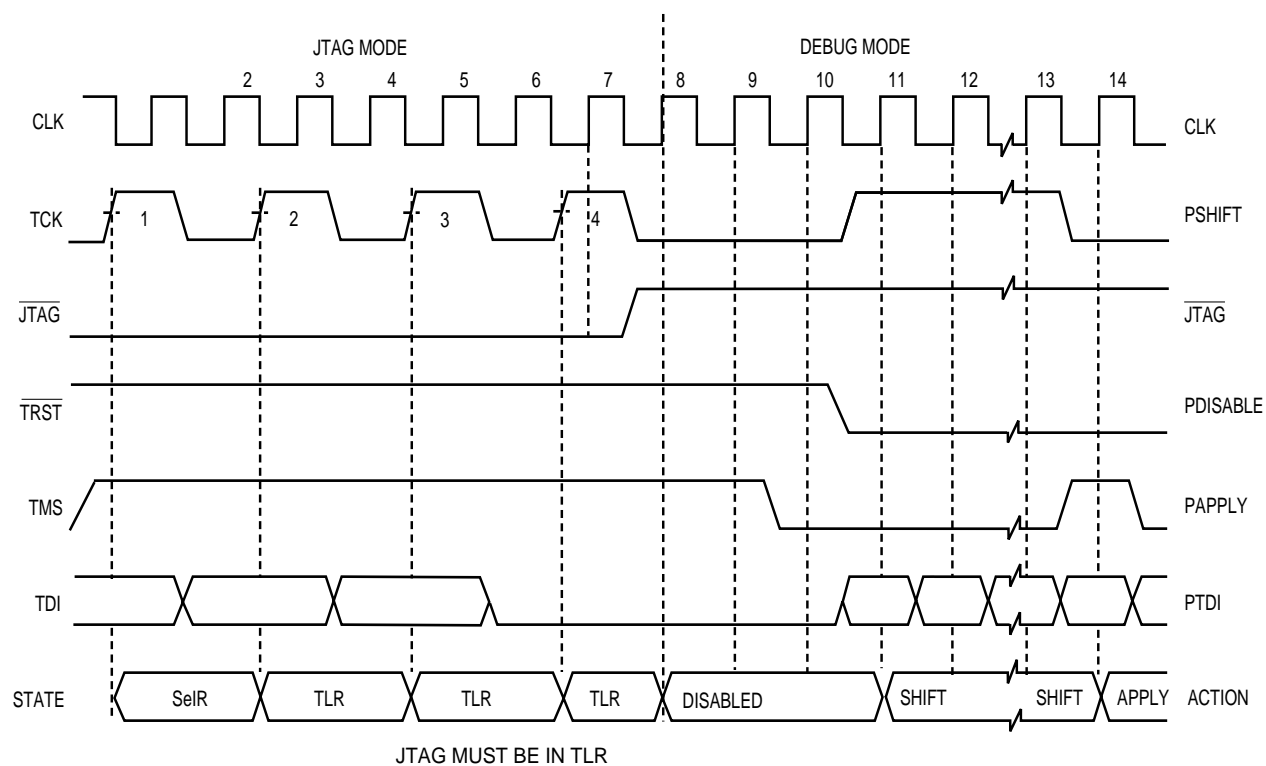 JTAG MODE
DEBUG MODE
2 3 4 5 6 7 8 9 10 11 12 13 14
CLK
CLK
TCK
1 2 3 4
PSHIFT
JTAG
JTAG
TRST
PDISABLE
TMS
PAPPLY
TDI
PTDI
STATE
SelR TLR TLR TLR DISABLED SHIFT SHIFT APPLY
ACTION
JTAG MUST BE IN TLR